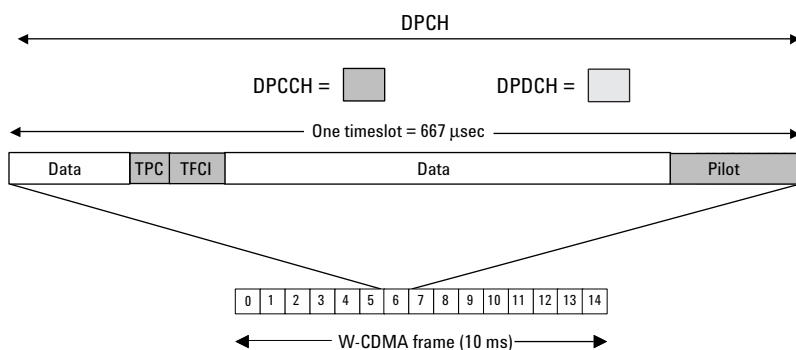 DPCH
DPCCH = DPDCH =
One timeslot = 667 μsec
Data TPC TFCI Data Pilot
0 1 2 3 4 5 6 7 8 9 10 11 12 13 14
W-CDMA frame (10 ms)